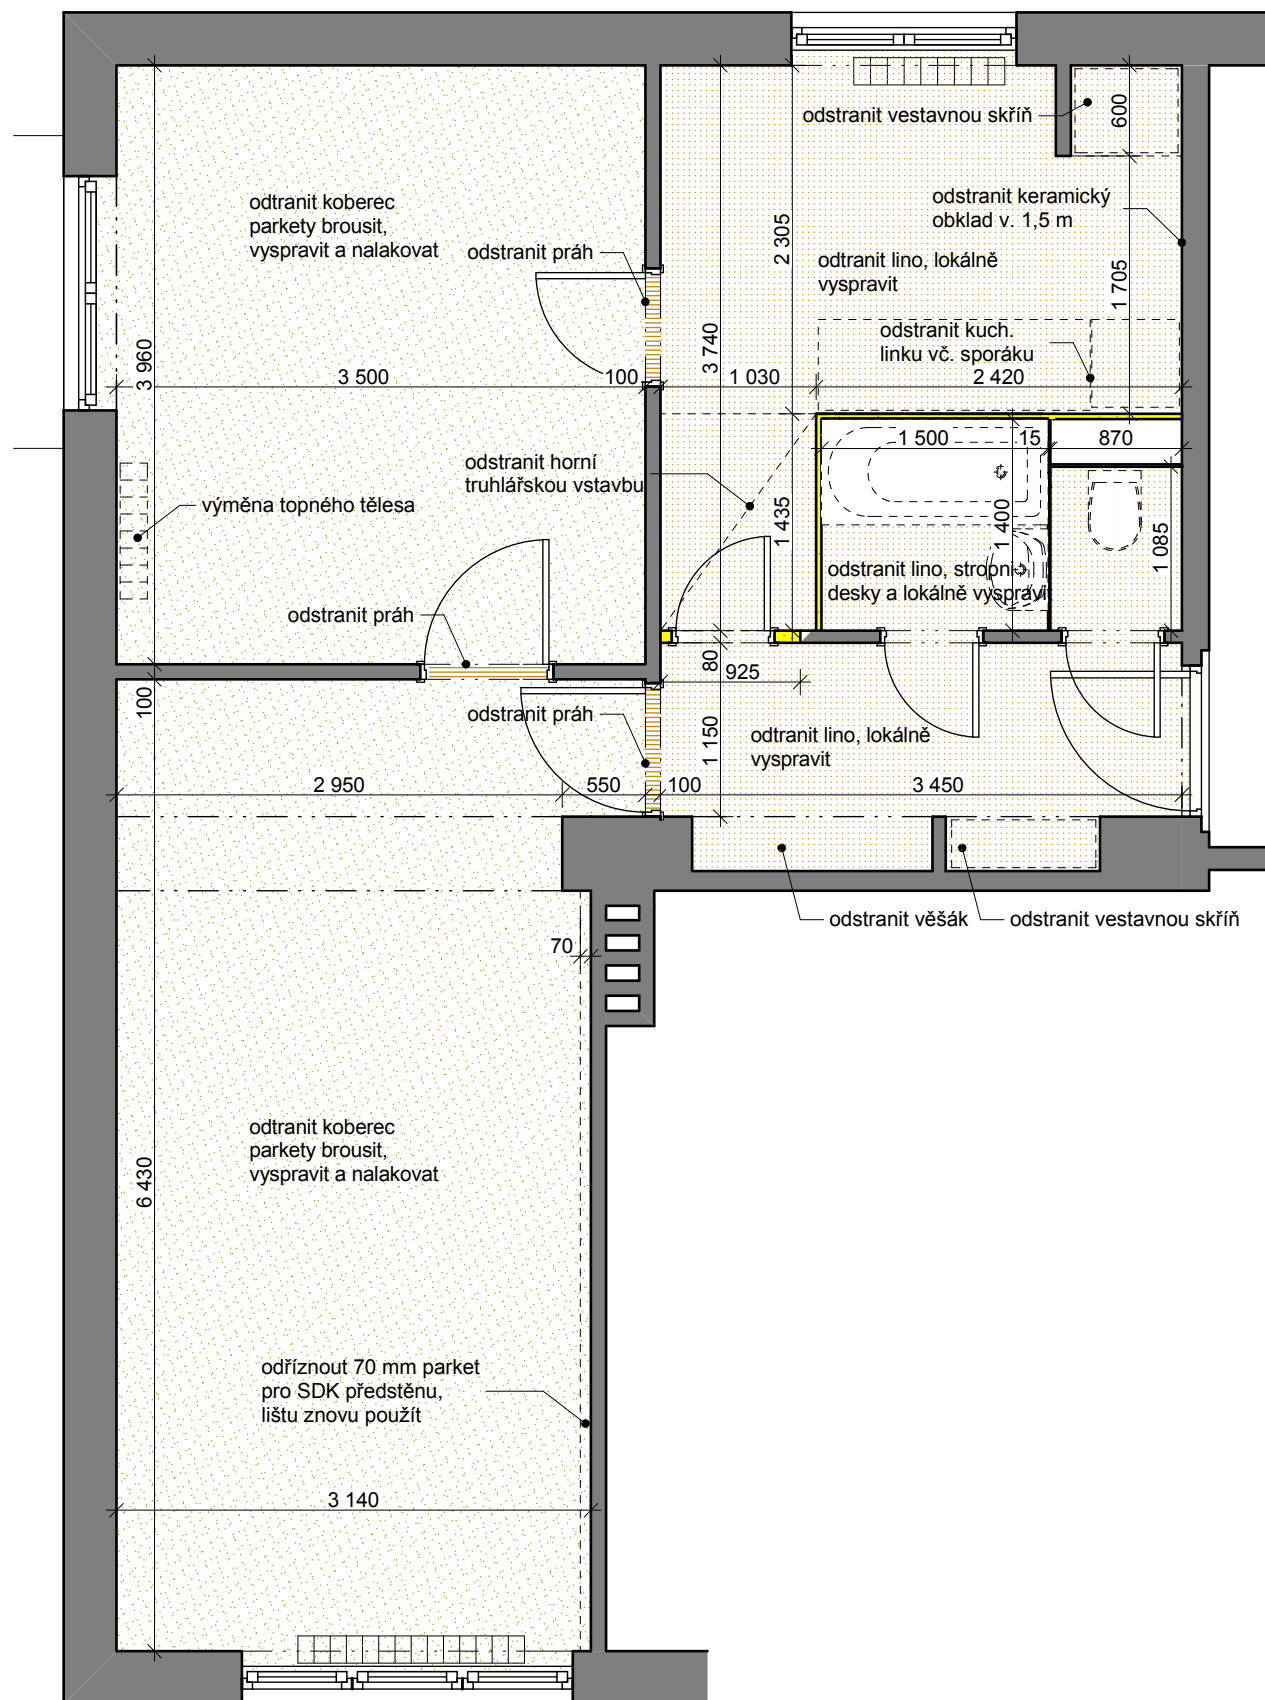 odstranit vestavnou skříň
600
odtranit koberec
parkety brousit,
vyspravit a nalakovat
odstranit keramický
obklad v. 1,5 m
odstranit práh
2 305
odtranit lino, lokálně
vyspravit
1 705
odstranit kuch.
linku vč. sporáku
3 960
3 740
3 500
100
1 030
2 420
1 500
15
870
odstranit horní
truhlářskou vstavbu
výměna topného tělesa
1 435
1 400
1 085
odstranit lino, stropni
desky a lokálně vyspravit
odstranit práh
80
925
100
odstranit práh
1 150
odtranit lino, lokálně
vyspravit
2 950
550
100
3 450
odstranit věšák
odstranit vestavnou skříň
70
odtranit koberec
parkety brousit,
vyspravit a nalakovat
6 430
odříznout 70 mm parket
pro SDK předstěnu,
lištu znovu použít
3 140